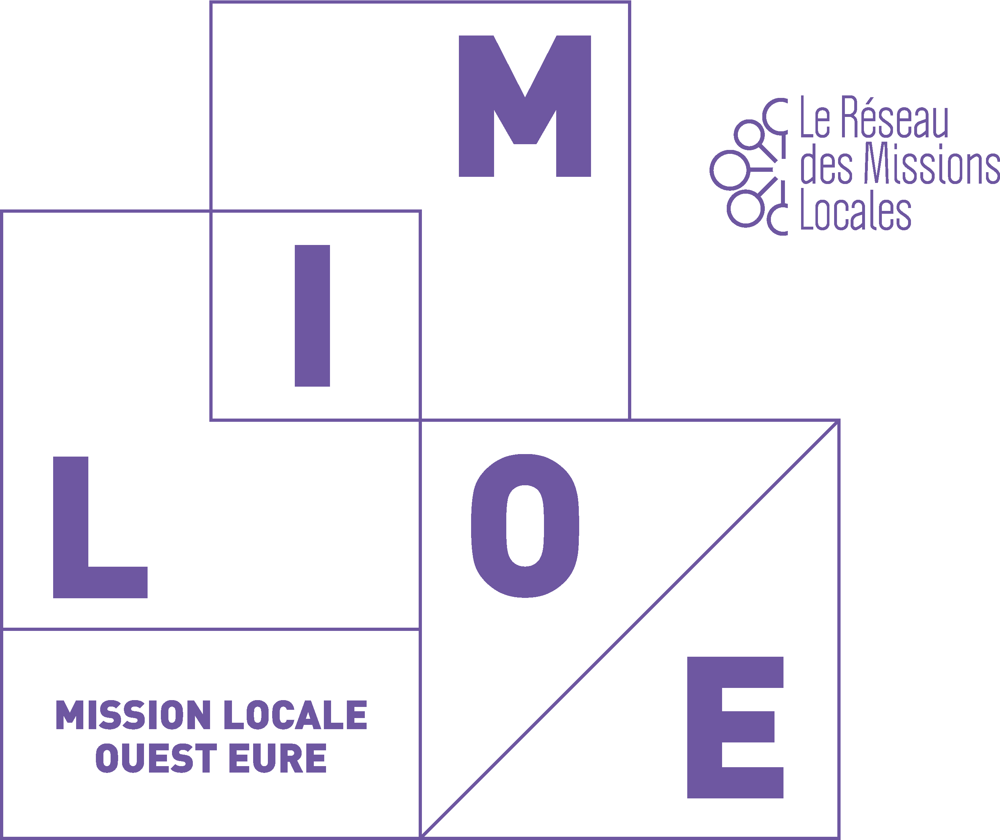 M
Le Réseau
des Missions
Locales
I
L
O
E
MISSION LOCALE
OUEST EURE